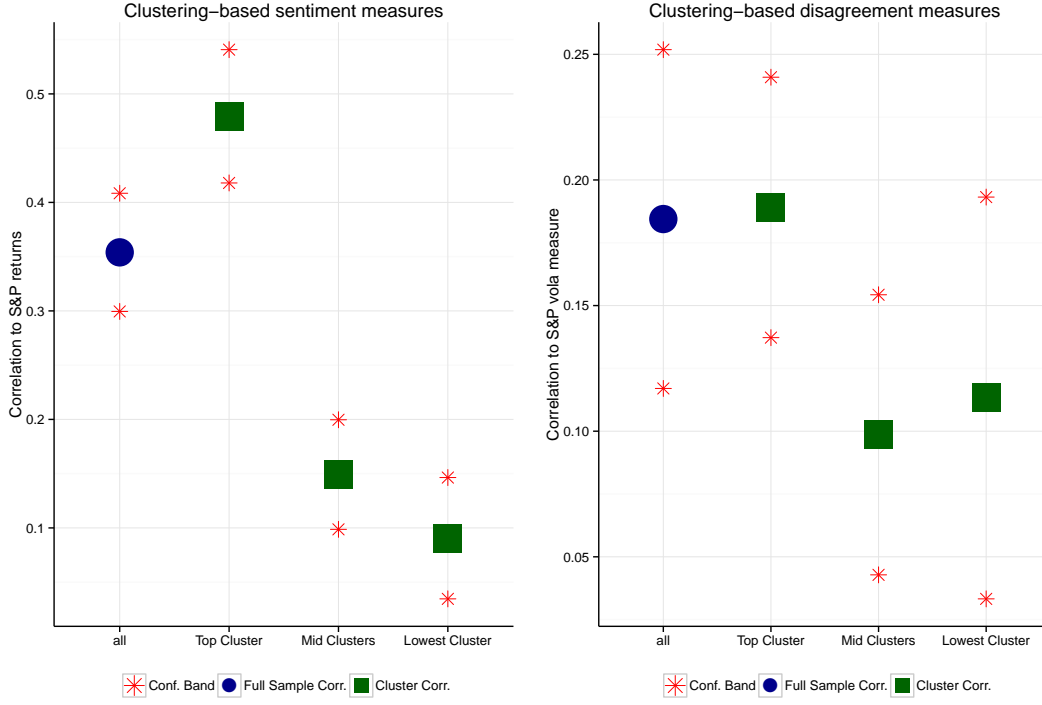 Clustering−based sentiment measures
Correlation to S&P returns
0.5
0.4
0.3
0.2
0.1
all
Top Cluster
Mid Clusters
Lowest Cluster
Conf. Band
Full Sample Corr.
Cluster Corr.
Clustering−based disagreement measures
Correlation to S&P vola measure
0.25
0.20
0.15
0.10
0.05
all
Top Cluster
Mid Clusters
Lowest Cluster
Conf. Band
Full Sample Corr.
Cluster Corr.